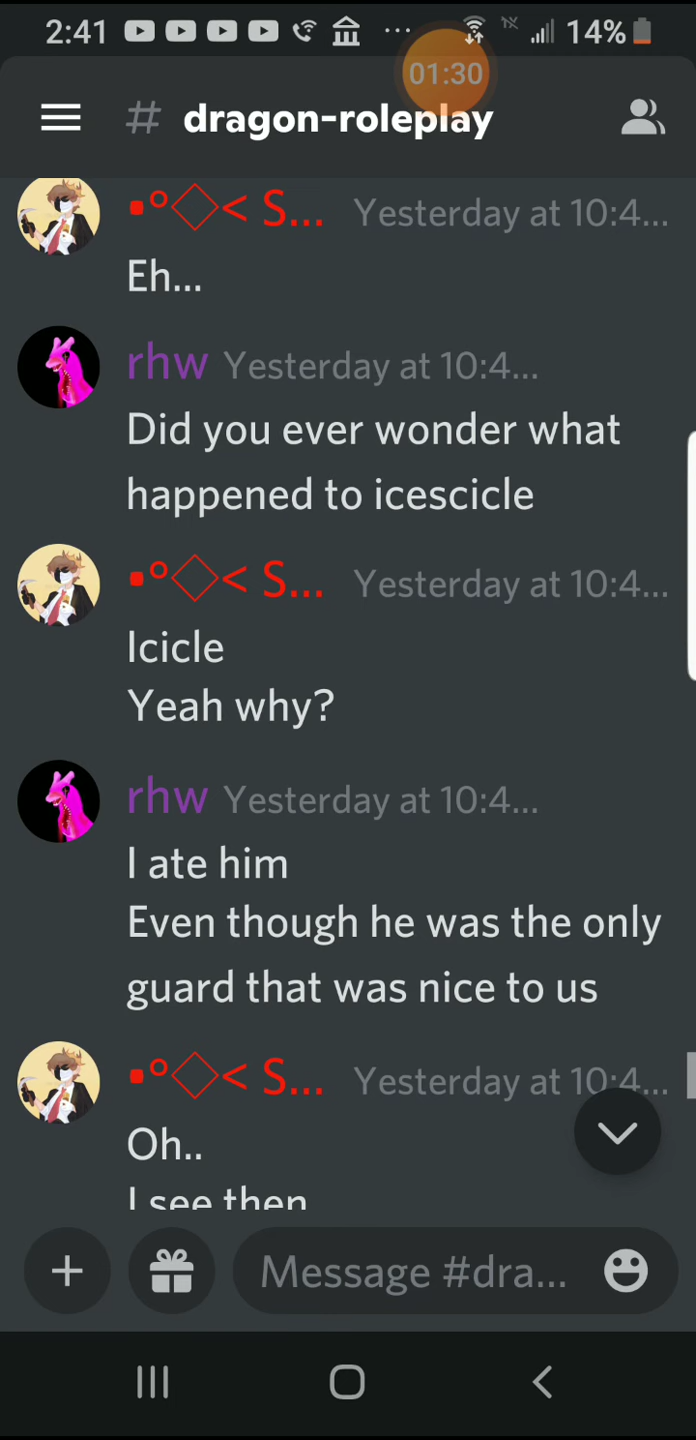 2:41 ... 14%
01:30
# dragon-roleplay
▪°◇< S... Yesterday at 10:4...
Eh...
rhw Yesterday at 10:4...
Did you ever wonder what
happened to icescicle
▪°◇< S... Yesterday at 10:4...
Icicle
Yeah why?
rhw Yesterday at 10:4...
I ate him
Even though he was the only
guard that was nice to us
▪°◇< S... Yesterday at 10:4...
Oh..
I see then
Message #dra...